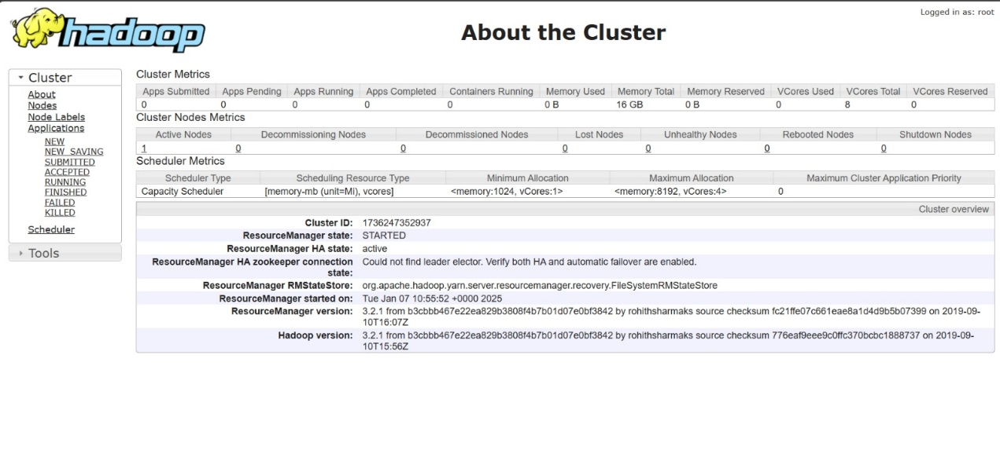 Logged in as: root
hadoop
About the Cluster
Cluster
About
Nodes
Node Labels
Applications
NEW
NEW_SAVING
SUBMITTED
ACCEPTED
RUNNING
FINISHED
FAILED
KILLED
Scheduler
Tools
Cluster Metrics
Apps Submitted Apps Pending Apps Running Apps Completed Containers Running Memory Used Memory Total Memory Reserved VCores Used VCores Total VCores Reserved
0 0 0 0 0 0 B 16 GB 0 B 0 8 0
Cluster Nodes Metrics
Active Nodes Decommissioning Nodes Decommissioned Nodes Lost Nodes Unhealthy Nodes Rebooted Nodes Shutdown Nodes
1 0 0 0 0 0 0
Scheduler Metrics
Scheduler Type Scheduling Resource Type Minimum Allocation Maximum Allocation Maximum Cluster Application Priority
Capacity Scheduler [memory-mb (unit=Mi), vcores] <memory:1024, vCores:1> <memory:8192, vCores:4> 0
Cluster overview
Cluster ID: 1736247352937
ResourceManager state: STARTED
ResourceManager HA state: active
ResourceManager HA zookeeper connection Could not find leader elector. Verify both HA and automatic failover are enabled.
state:
ResourceManager RMStateStore: org.apache.hadoop.yarn.server.resourcemanager.recovery.FileSystemRMStateStore
ResourceManager started on: Tue Jan 07 10:55:52 +0000 2025
ResourceManager version: 3.2.1 from b3cbbb467e22ea829b3808f4b7b01d07e0bf3842 by rohithsharmaks source checksum fc21ffe07c661eae8a1d4d9b5b07399 on 2019-09-
10T16:07Z
Hadoop version: 3.2.1 from b3cbbb467e22ea829b3808f4b7b01d07e0bf3842 by rohithsharmaks source checksum 776eaf9eee9c0ffc370bcbc1888737 on 2019-09-
10T15:56Z